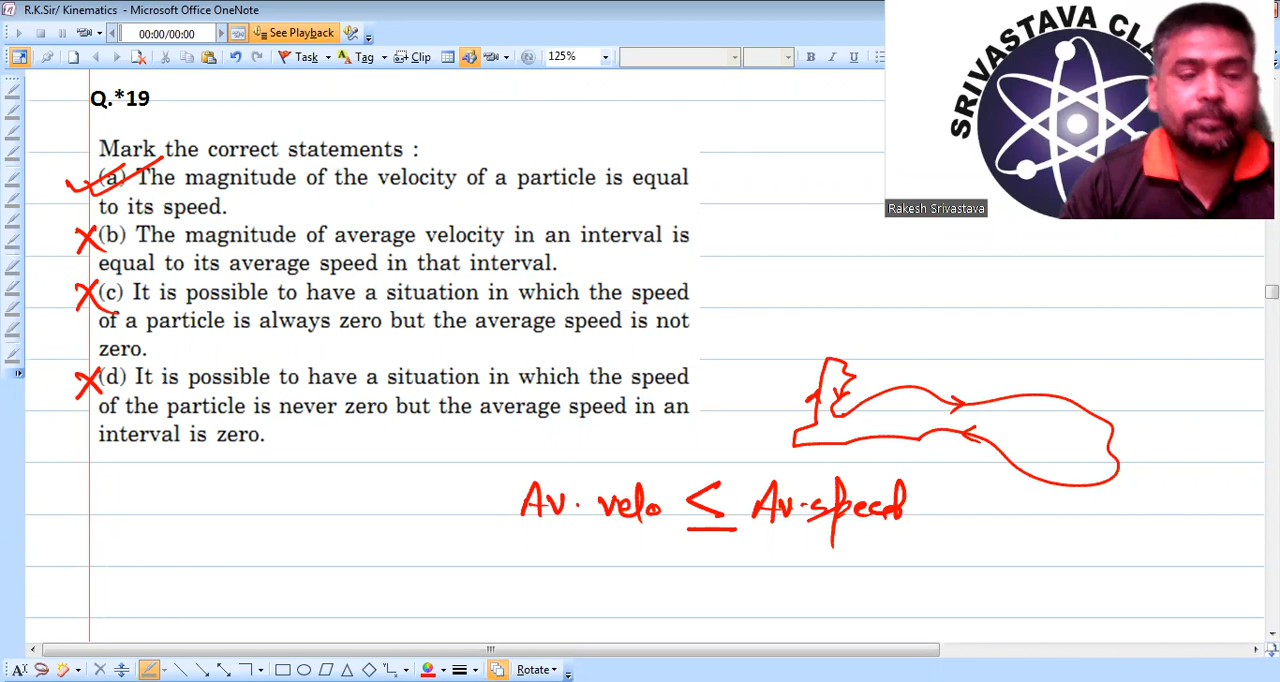 R.K.Sir/ Kinematics - Microsoft Office OneNote
00:00/00:00 See Playback
Task Tag Clip 125% B I U
SRIVASTAVA CLA
Rakesh Srivastava
Q.*19
Mark the correct statements :
(a) The magnitude of the velocity of a particle is equal
to its speed.
(b) The magnitude of average velocity in an interval is
equal to its average speed in that interval.
(c) It is possible to have a situation in which the speed
of a particle is always zero but the average speed is not
zero.
(d) It is possible to have a situation in which the speed
of the particle is never zero but the average speed in an
interval is zero.
Av. velo ≤ Av. speed
Rotate